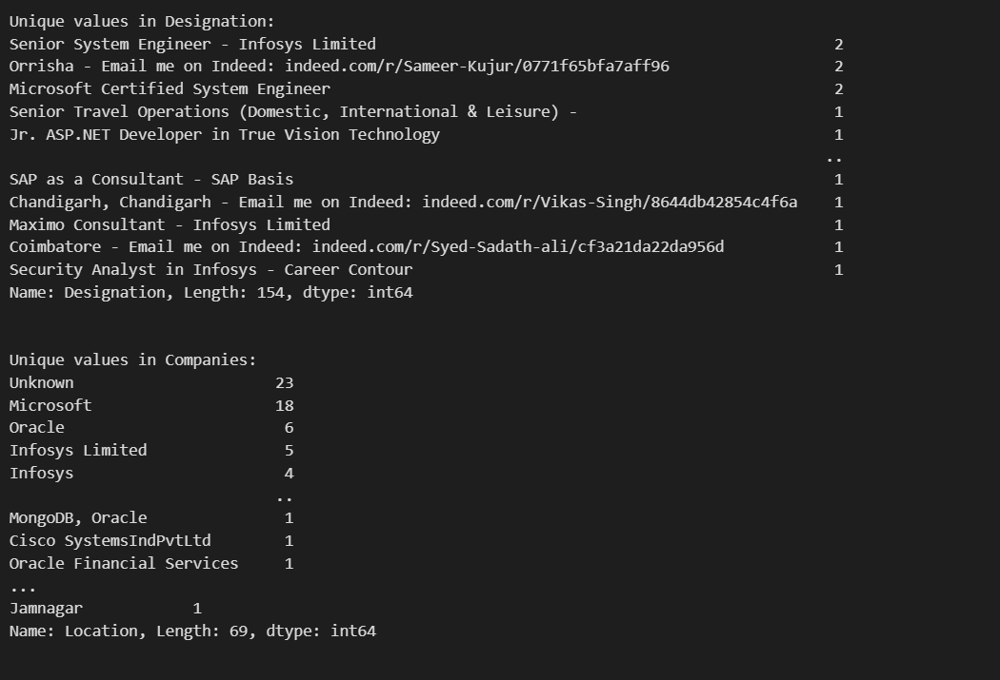 Unique values in Designation:
Senior System Engineer - Infosys Limited 2
Orrisha - Email me on Indeed: indeed.com/r/Sameer-Kujur/0771f65bfa7aff96 2
Microsoft Certified System Engineer 2
Senior Travel Operations (Domestic, International & Leisure) - 1
Jr. ASP.NET Developer in True Vision Technology 1
..
SAP as a Consultant - SAP Basis 1
Chandigarh, Chandigarh - Email me on Indeed: indeed.com/r/Vikas-Singh/8644db42854c4f6a 1
Maximo Consultant - Infosys Limited 1
Coimbatore - Email me on Indeed: indeed.com/r/Syed-Sadath-ali/cf3a21da22da956d 1
Security Analyst in Infosys - Career Contour 1
Name: Designation, Length: 154, dtype: int64
Unique values in Companies:
Unknown 23
Microsoft 18
Oracle 6
Infosys Limited 5
Infosys 4
..
MongoDB, Oracle 1
Cisco SystemsIndPvtLtd 1
Oracle Financial Services 1
...
Jamnagar 1
Name: Location, Length: 69, dtype: int64